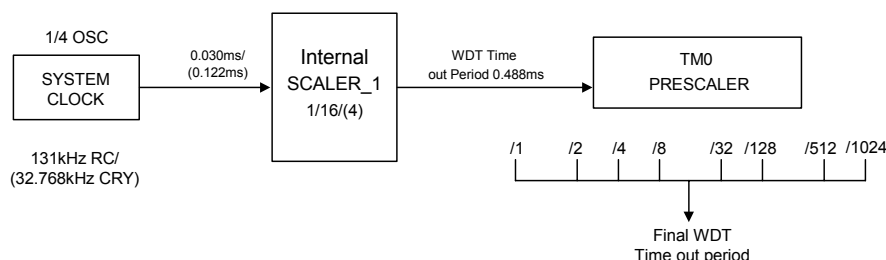 1/4 OSC
SYSTEM
CLOCK
131kHz RC/
(32.768kHz CRY)
0.030ms/
(0.122ms)
Internal
SCALER_1
1/16/(4)
WDT Time
out Period 0.488ms
TM0
PRESCALER
/1 /2 /4 /8 /32 /128 /512 /1024
Final WDT
Time out period